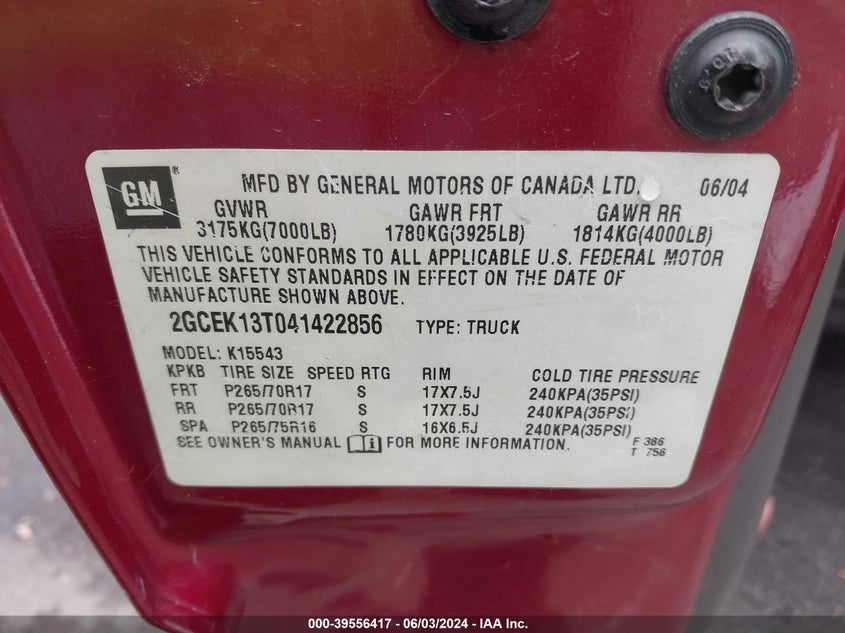 GM® MFD BY GENERAL MOTORS OF CANADA LTD. 06/04
GVWR GAWR FRT GAWR RR
3175KG(7000LB) 1780KG(3925LB) 1814KG(4000LB)
THIS VEHICLE CONFORMS TO ALL APPLICABLE U.S. FEDERAL MOTOR
VEHICLE SAFETY STANDARDS IN EFFECT ON THE DATE OF
MANUFACTURE SHOWN ABOVE.
2GCEK13T041422856 TYPE: TRUCK
MODEL: K15543
KPKB TIRE SIZE SPEED RTG RIM COLD TIRE PRESSURE
FRT P265/70R17 S 17X7.5J 240KPA(35PSI)
RR P265/70R17 S 17X7.5J 240KPA(35PSI)
SPA P265/75R16 S 16X6.5J 240KPA(35PSI)
SEE OWNER'S MANUAL FOR MORE INFORMATION. F 386
T 756
000-39556417 - 06/03/2024 - IAA Inc.